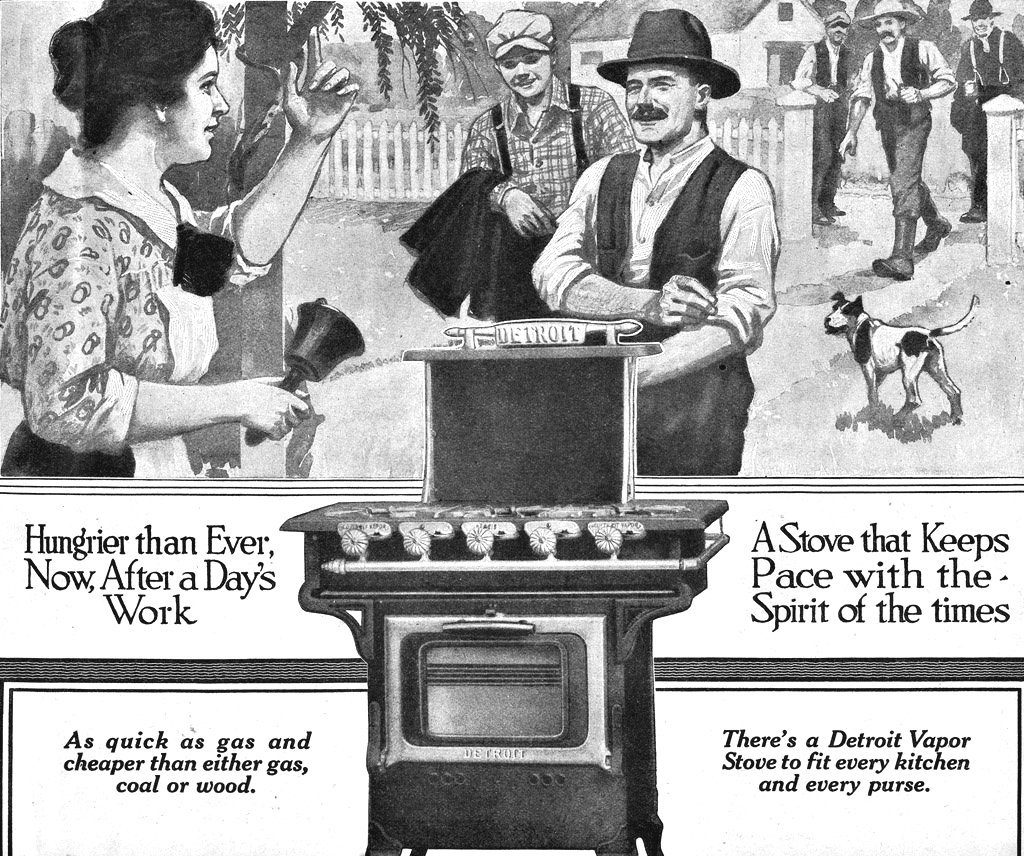 DETROIT
Hungrier than Ever,
Now, After a Day's
Work
A Stove that Keeps
Pace with the
Spirit of the times
DETROIT
As quick as gas and
cheaper than either gas,
coal or wood.
There's a Detroit Vapor
Stove to fit every kitchen
and every purse.